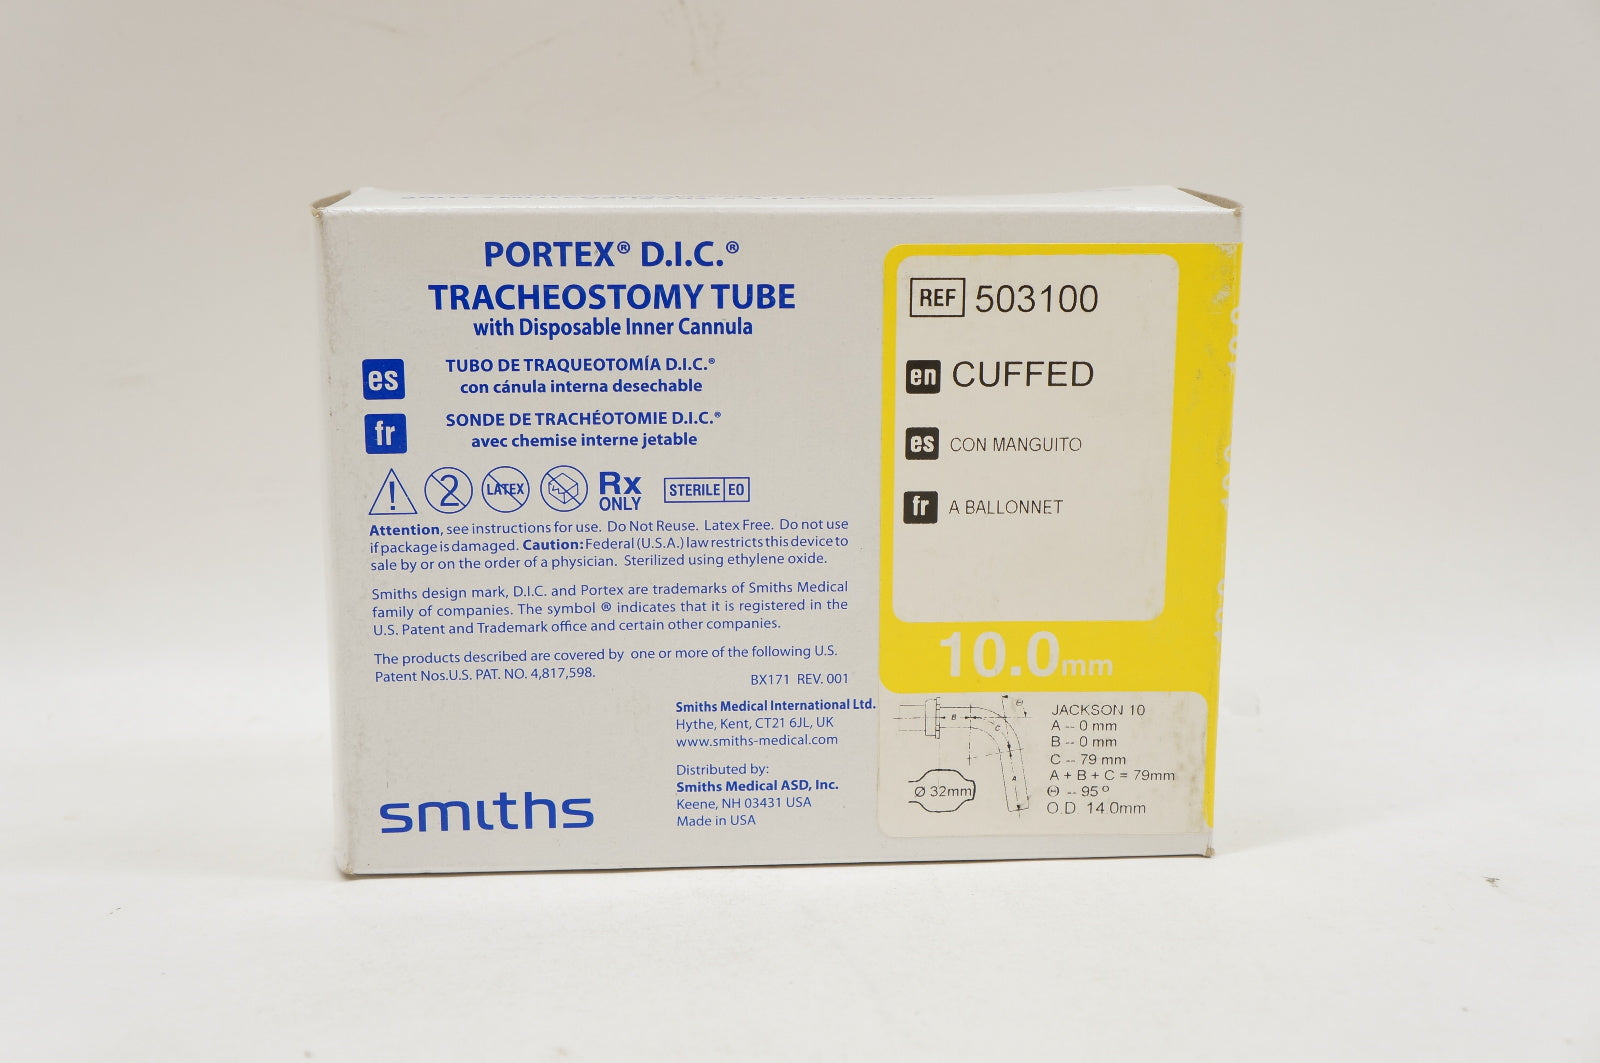 PORTEX® D.I.C.®
TRACHEOSTOMY TUBE
with Disposable Inner Cannula
es TUBO DE TRAQUEOTOMÍA D.I.C.®
con cánula interna desechable
fr SONDE DE TRACHÉOTOMIE D.I.C.®
avec chemise interne jetable
! 2 LATEX Rx ONLY STERILE EO
Attention, see instructions for use. Do Not Reuse. Latex Free. Do not use
if package is damaged. Caution: Federal (U.S.A.) law restricts this device to
sale by or on the order of a physician. Sterilized using ethylene oxide.
Smiths design mark, D.I.C. and Portex are trademarks of Smiths Medical
family of companies. The symbol ® indicates that it is registered in the
U.S. Patent and Trademark office and certain other companies.
The products described are covered by one or more of the following U.S.
Patent Nos.U.S. PAT. NO. 4,817,598.
BX171 REV. 001
Smiths Medical International Ltd.
Hythe, Kent, CT21 6JL, UK
www.smiths-medical.com
Distributed by:
Smiths Medical ASD, Inc.
Keene, NH 03431 USA
Made in USA
smiths
REF 503100
en CUFFED
es CON MANGUITO
fr A BALLONNET
10.0mm
B C Θ A
Ø 32mm
JACKSON 10
A -- 0 mm
B -- 0 mm
C -- 79 mm
A + B + C = 79mm
Θ -- 95°
O.D. 14.0mm